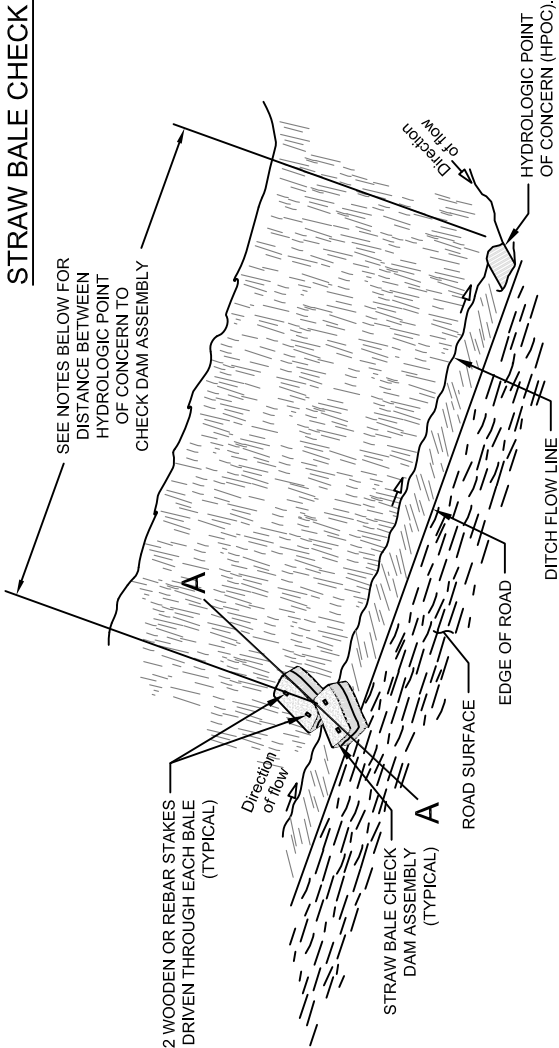 STRAW BALE CHECK
SEE NOTES BELOW FOR
DISTANCE BETWEEN
HYDROLOGIC POINT
OF CONCERN TO
CHECK DAM ASSEMBLY
2 WOODEN OR REBAR STAKES
DRIVEN THROUGH EACH BALE
(TYPICAL)
A
Direction
of flow
Direction
of flow
HYDROLOGIC POINT
OF CONCERN (HPOC).
STRAW BALE CHECK
DAM ASSEMBLY
(TYPICAL)
A
ROAD SURFACE
EDGE OF ROAD
DITCH FLOW LINE